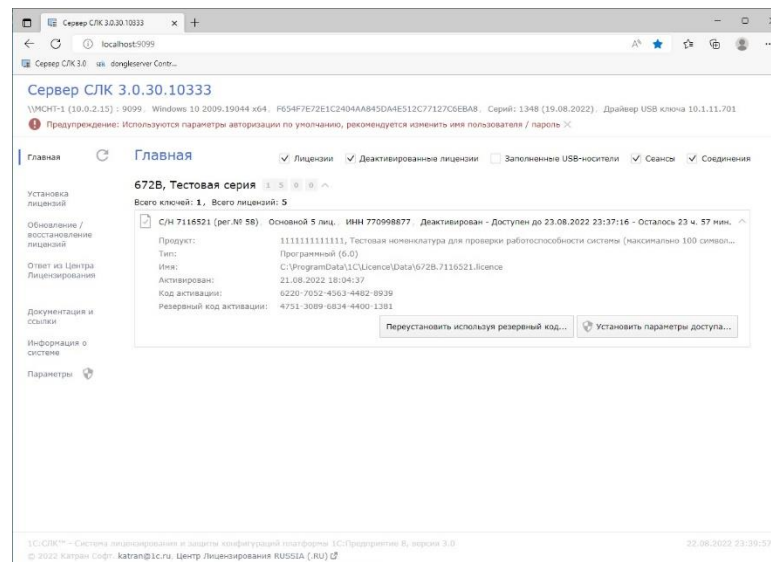 Сервер СЛК 3.0.30.10333
localhost:9099
Сервер СЛК 3.0 dongleserver Contr...
Сервер СЛК 3.0.30.10333
\\МСНТ-1 (10.0.2.15) : 9099, Windows 10 2009.19044 x64, F654F7E72E1C2404AA845DA4E512C77127C6EBA8, Серий: 1348 (19.08.2022), Драйвер USB ключа 10.1.11.701
Предупреждение: Используются параметры авторизации по умолчанию, рекомендуется изменить имя пользователя / пароль
Главная
Главная
Лицензии Деактивированные лицензии Заполненные USB-носители Сеансы Соединения
672B, Тестовая серия 1 5 0 0
Всего ключей: 1, Всего лицензий: 5
Установка лицензий
С/Н 7116521 (рег.№ 58), Основной 5 лиц., ИНН 770998877, Деактивирован - Доступен до 23.08.2022 23:37:16 - Осталось 23 ч. 57 мин.
Обновление / восстановление лицензий
Продукт: 1111111111111, Тестовая номенклатура для проверки работоспособности системы (максимально 100 символ...
Тип: Программный (6.0)
Ответ из Центра Лицензирования
Имя: C:\ProgramData\1C\Licence\Data\672B.7116521.licence
Активирован: 21.08.2022 18:04:37
Код активации: 6220-7052-4563-4482-8939
Резервный код активации: 4751-3089-6834-4400-1381
Документация и ссылки
Переустановить используя резервный код... Установить параметры доступа...
Информация о системе
Параметры
1С:СЛК™ – Система лицензирования и защиты конфигураций платформы 1С:Предприятие 8, версия 3.0 22.08.2022 23:39:57
© 2022 Катран Софт, katran@1c.ru, Центр Лицензирования RUSSIA (.RU)